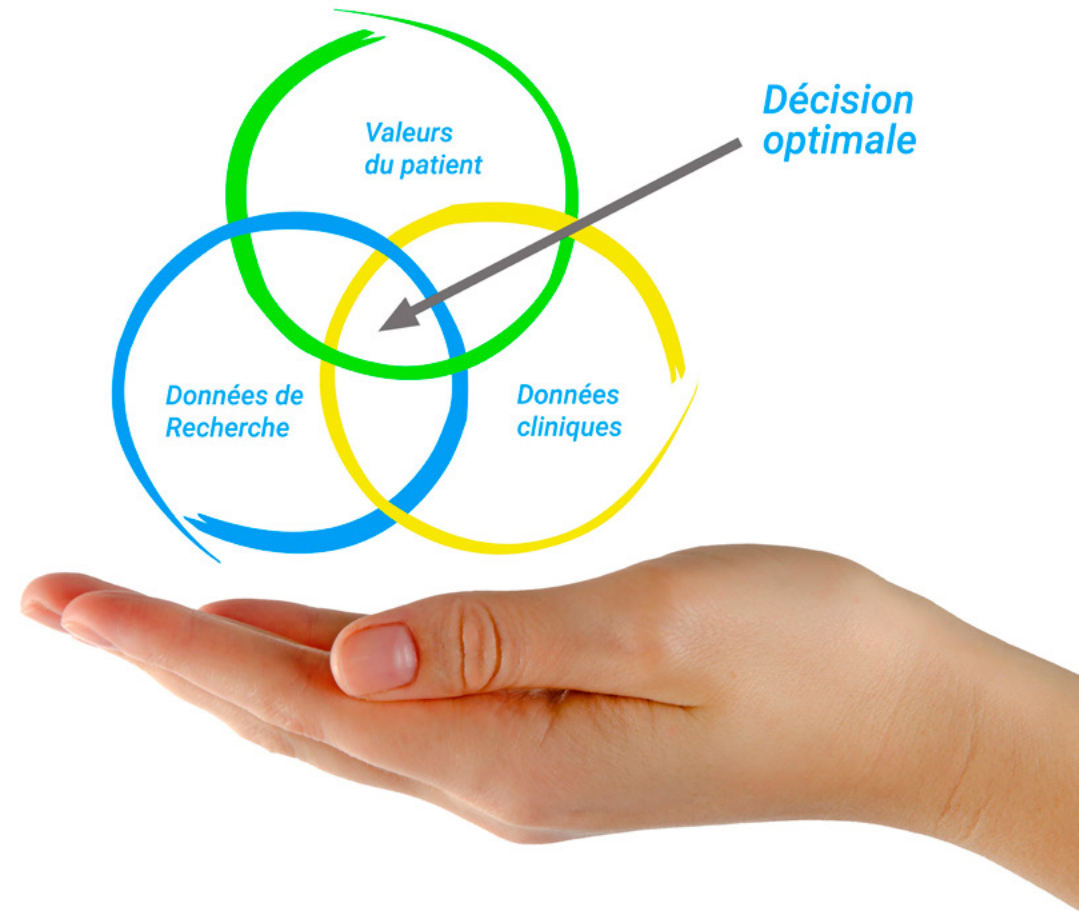 Valeurs
du patient
Décision
optimale
Données de
Recherche
Données
cliniques